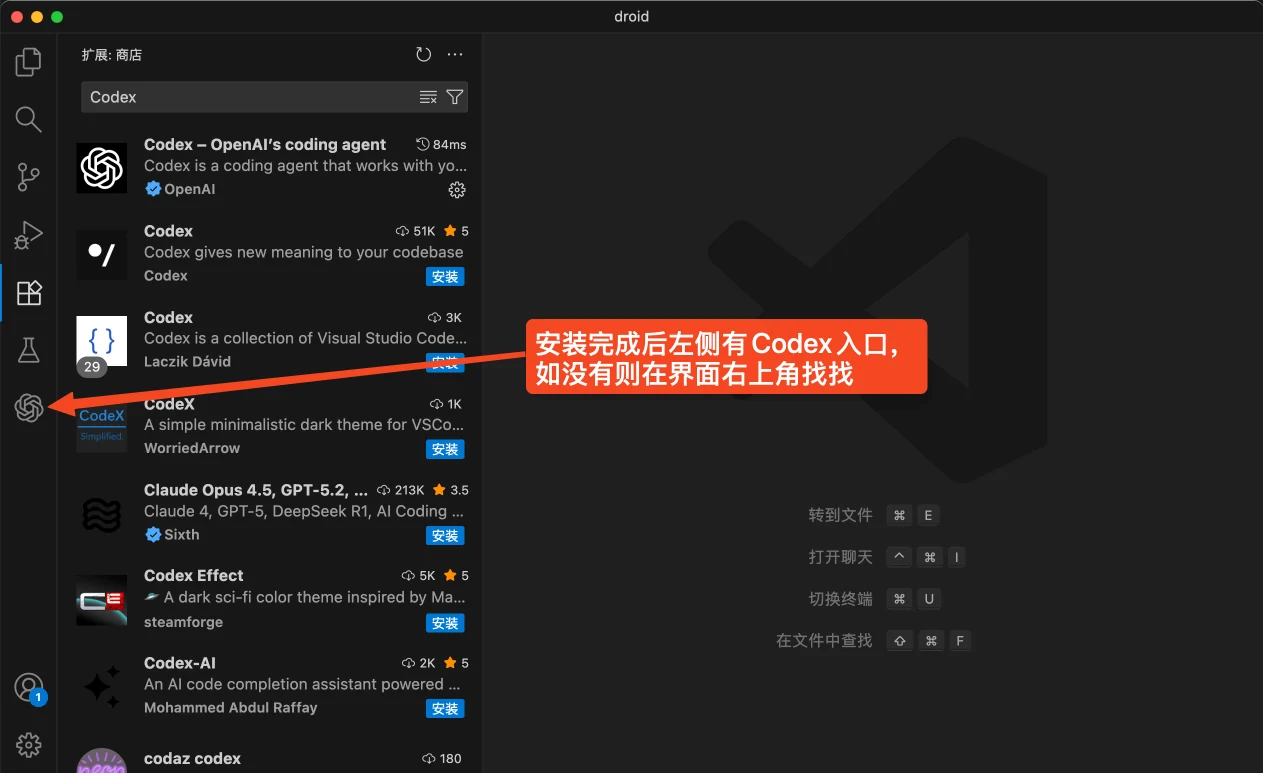 droid
扩展: 商店
Codex
Codex – OpenAI's coding agent 84ms
Codex is a coding agent that works with yo...
OpenAI
Codex 51K 5
Codex gives new meaning to your codebase
Codex 安装
Codex 3K
Codex is a collection of Visual Studio Code...
Laczik Dávid 安装
29
CodeX 1K
A simple minimalistic dark theme for VSCo...
WorriedArrow 安装
CodeX
Simplified.
Claude Opus 4.5, GPT-5.2, ... 213K 3.5
Claude 4, GPT-5, DeepSeek R1, AI Coding ...
Sixth 安装
Codex Effect 5K 5
A dark sci-fi color theme inspired by Ma...
steamforge 安装
Codex-AI 2K 5
An AI code completion assistant powered ...
Mohammed Abdul Raffay 安装
codaz codex 180
neon
1
安装完成后左侧有Codex入口，
如没有则在界面右上角找找
转到文件 ⌘ E
打开聊天 ^ ⌘ I
切换终端 ⌘ U
在文件中查找 ⇧ ⌘ F